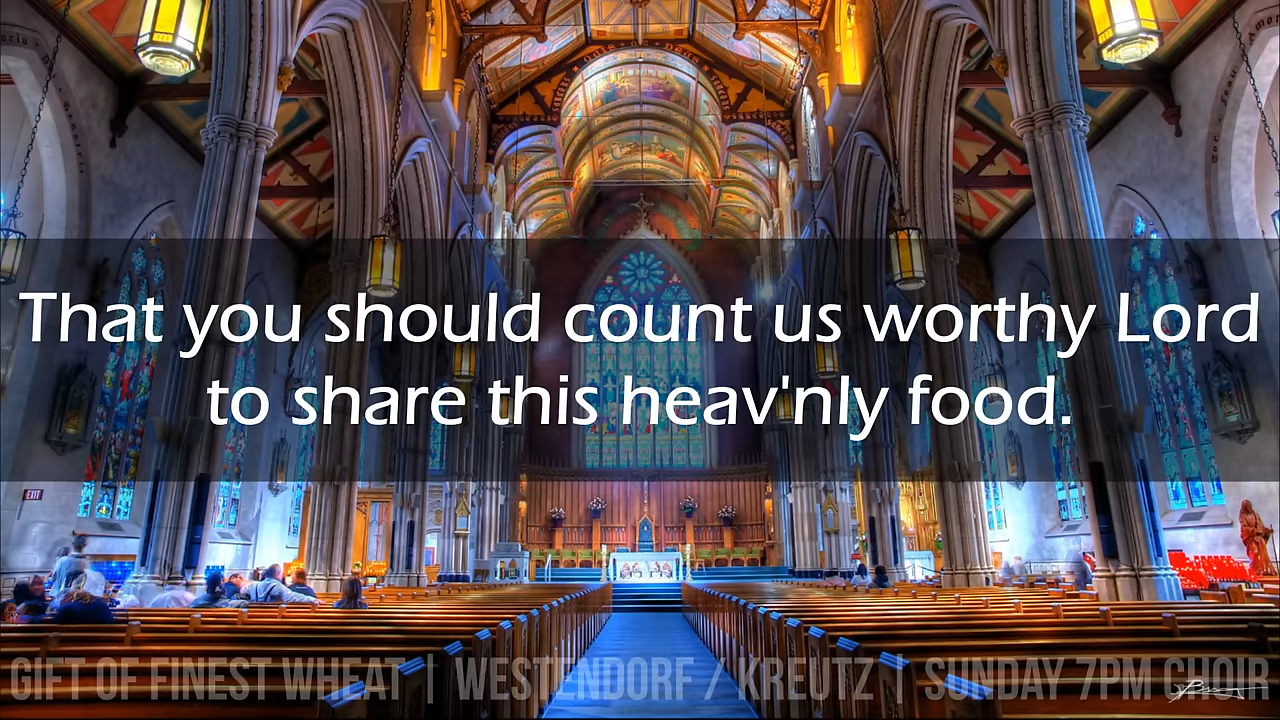 EXIT
That you should count us worthy Lord
to share this heav'nly food.
GIFT OF FINEST WHEAT | WESTENDORF / KREUTZ | SUNDAY 7PM CHOIR